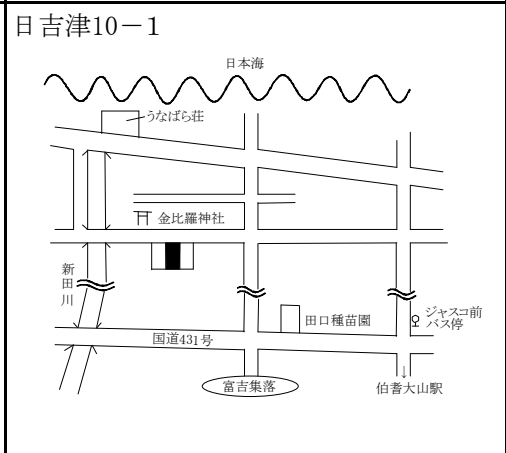 日吉津10－1
日本海
うなばら荘
金比羅神社
新田川
ジャスコ前
バス停
田口種苗園
国道431号
富吉集落
伯耆大山駅